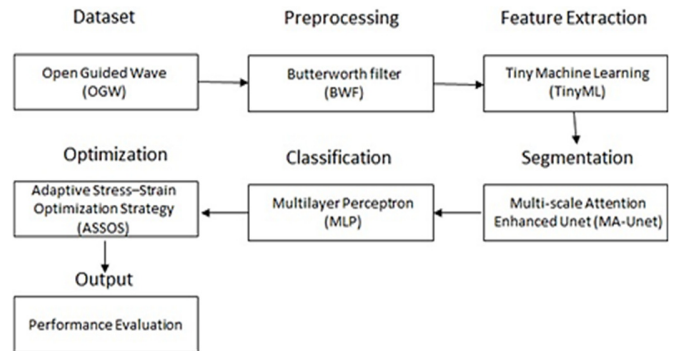 Dataset
Preprocessing
Feature Extraction
Open Guided Wave
(OGW)
Butterworth filter
(BWF)
Tiny Machine Learning
(TinyML)
Optimization
Classification
Segmentation
Adaptive Stress–Strain
Optimization Strategy
(ASSOS)
Multilayer Perceptron
(MLP)
Multi-scale Attention
Enhanced Unet (MA-Unet)
Output
Performance Evaluation